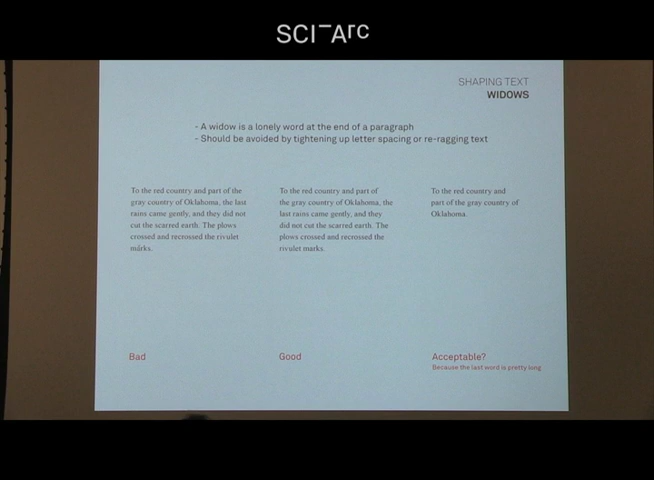 SCI–Arc
SHAPING TEXT
WIDOWS
- A widow is a lonely word at the end of a paragraph
- Should be avoided by tightening up letter spacing or re-ragging text
To the red country and part of the
gray country of Oklahoma, the last
rains came gently, and they did not
cut the scarred earth. The plows
crossed and recrossed the rivulet
marks.
To the red country and part of
the gray country of Oklahoma, the
last rains came gently, and they
did not cut the scarred earth. The
plows crossed and recrossed the
rivulet marks.
To the red country and
part of the gray country of
Oklahoma.
Bad
Good
Acceptable?
Because the last word is pretty long